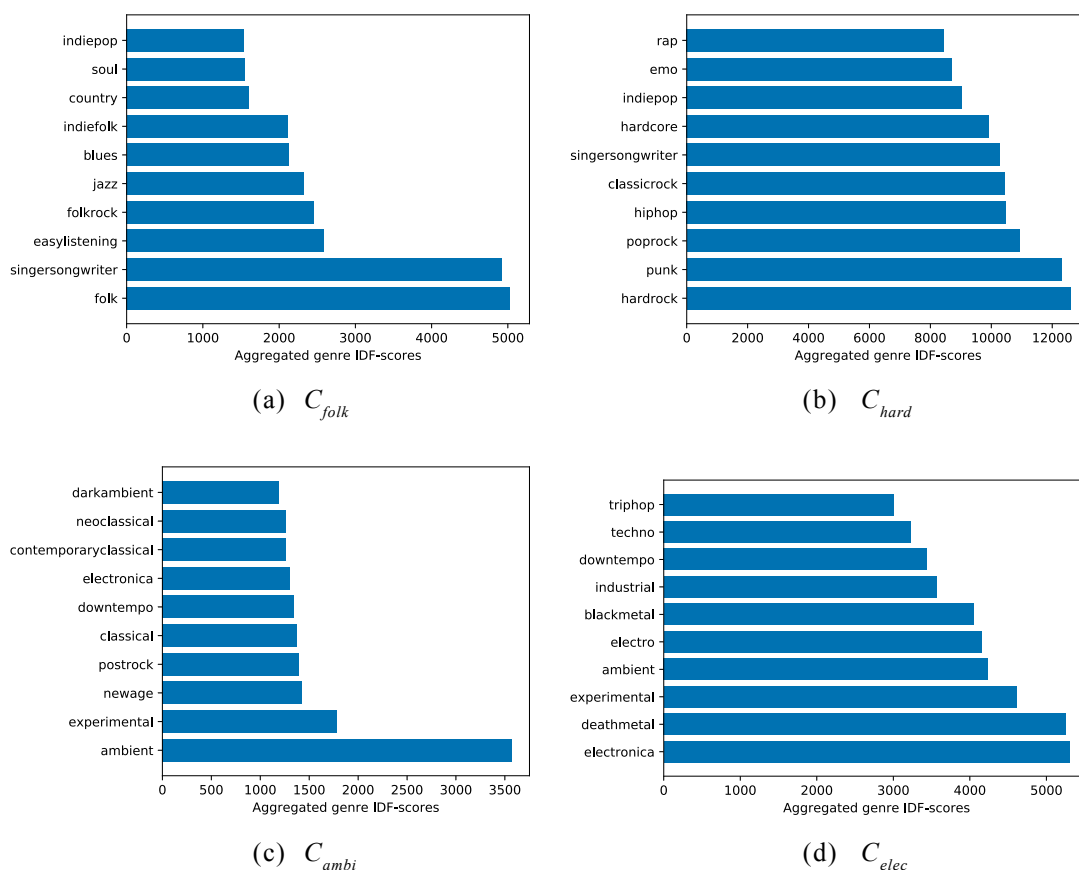 indiepop
soul
country
indiefolk
blues
jazz
folkrock
easylistening
singersongwriter
folk
0 1000 2000 3000 4000 5000
Aggregated genre IDF-scores
(a) C_folk
rap
emo
indiepop
hardcore
singersongwriter
classicrock
hiphop
poprock
punk
hardrock
0 2000 4000 6000 8000 10000 12000
Aggregated genre IDF-scores
(b) C_hard
darkambient
neoclassical
contemporaryclassical
electronica
downtempo
classical
postrock
newage
experimental
ambient
0 500 1000 1500 2000 2500 3000 3500
Aggregated genre IDF-scores
(c) C_ambi
triphop
techno
downtempo
industrial
blackmetal
electro
ambient
experimental
deathmetal
electronica
0 1000 2000 3000 4000 5000
Aggregated genre IDF-scores
(d) C_elec